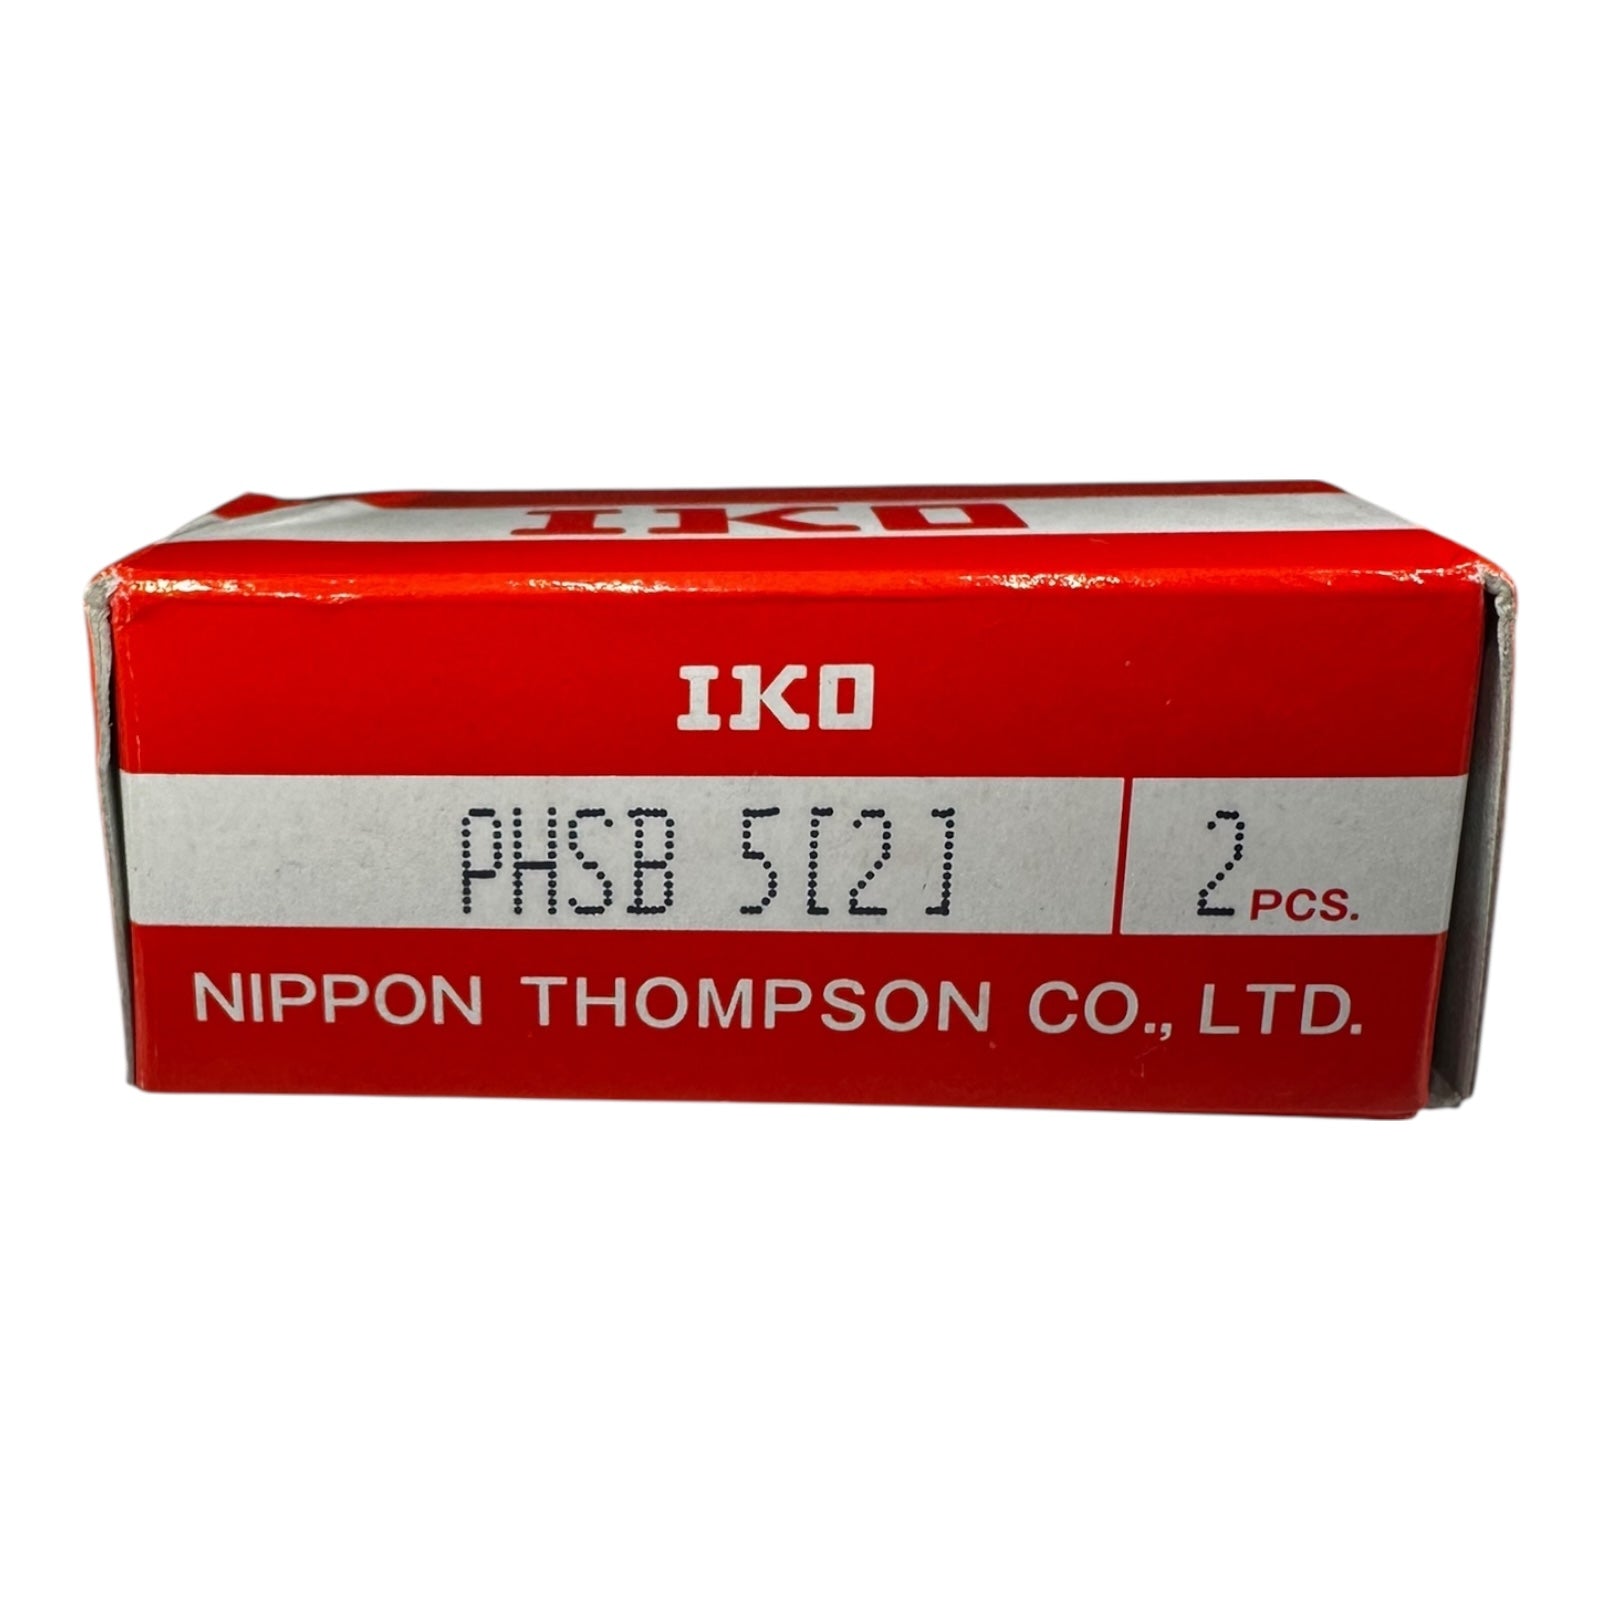 IKO
IKO
PHSB 5[2] 2 PCS.
NIPPON THOMPSON CO., LTD.